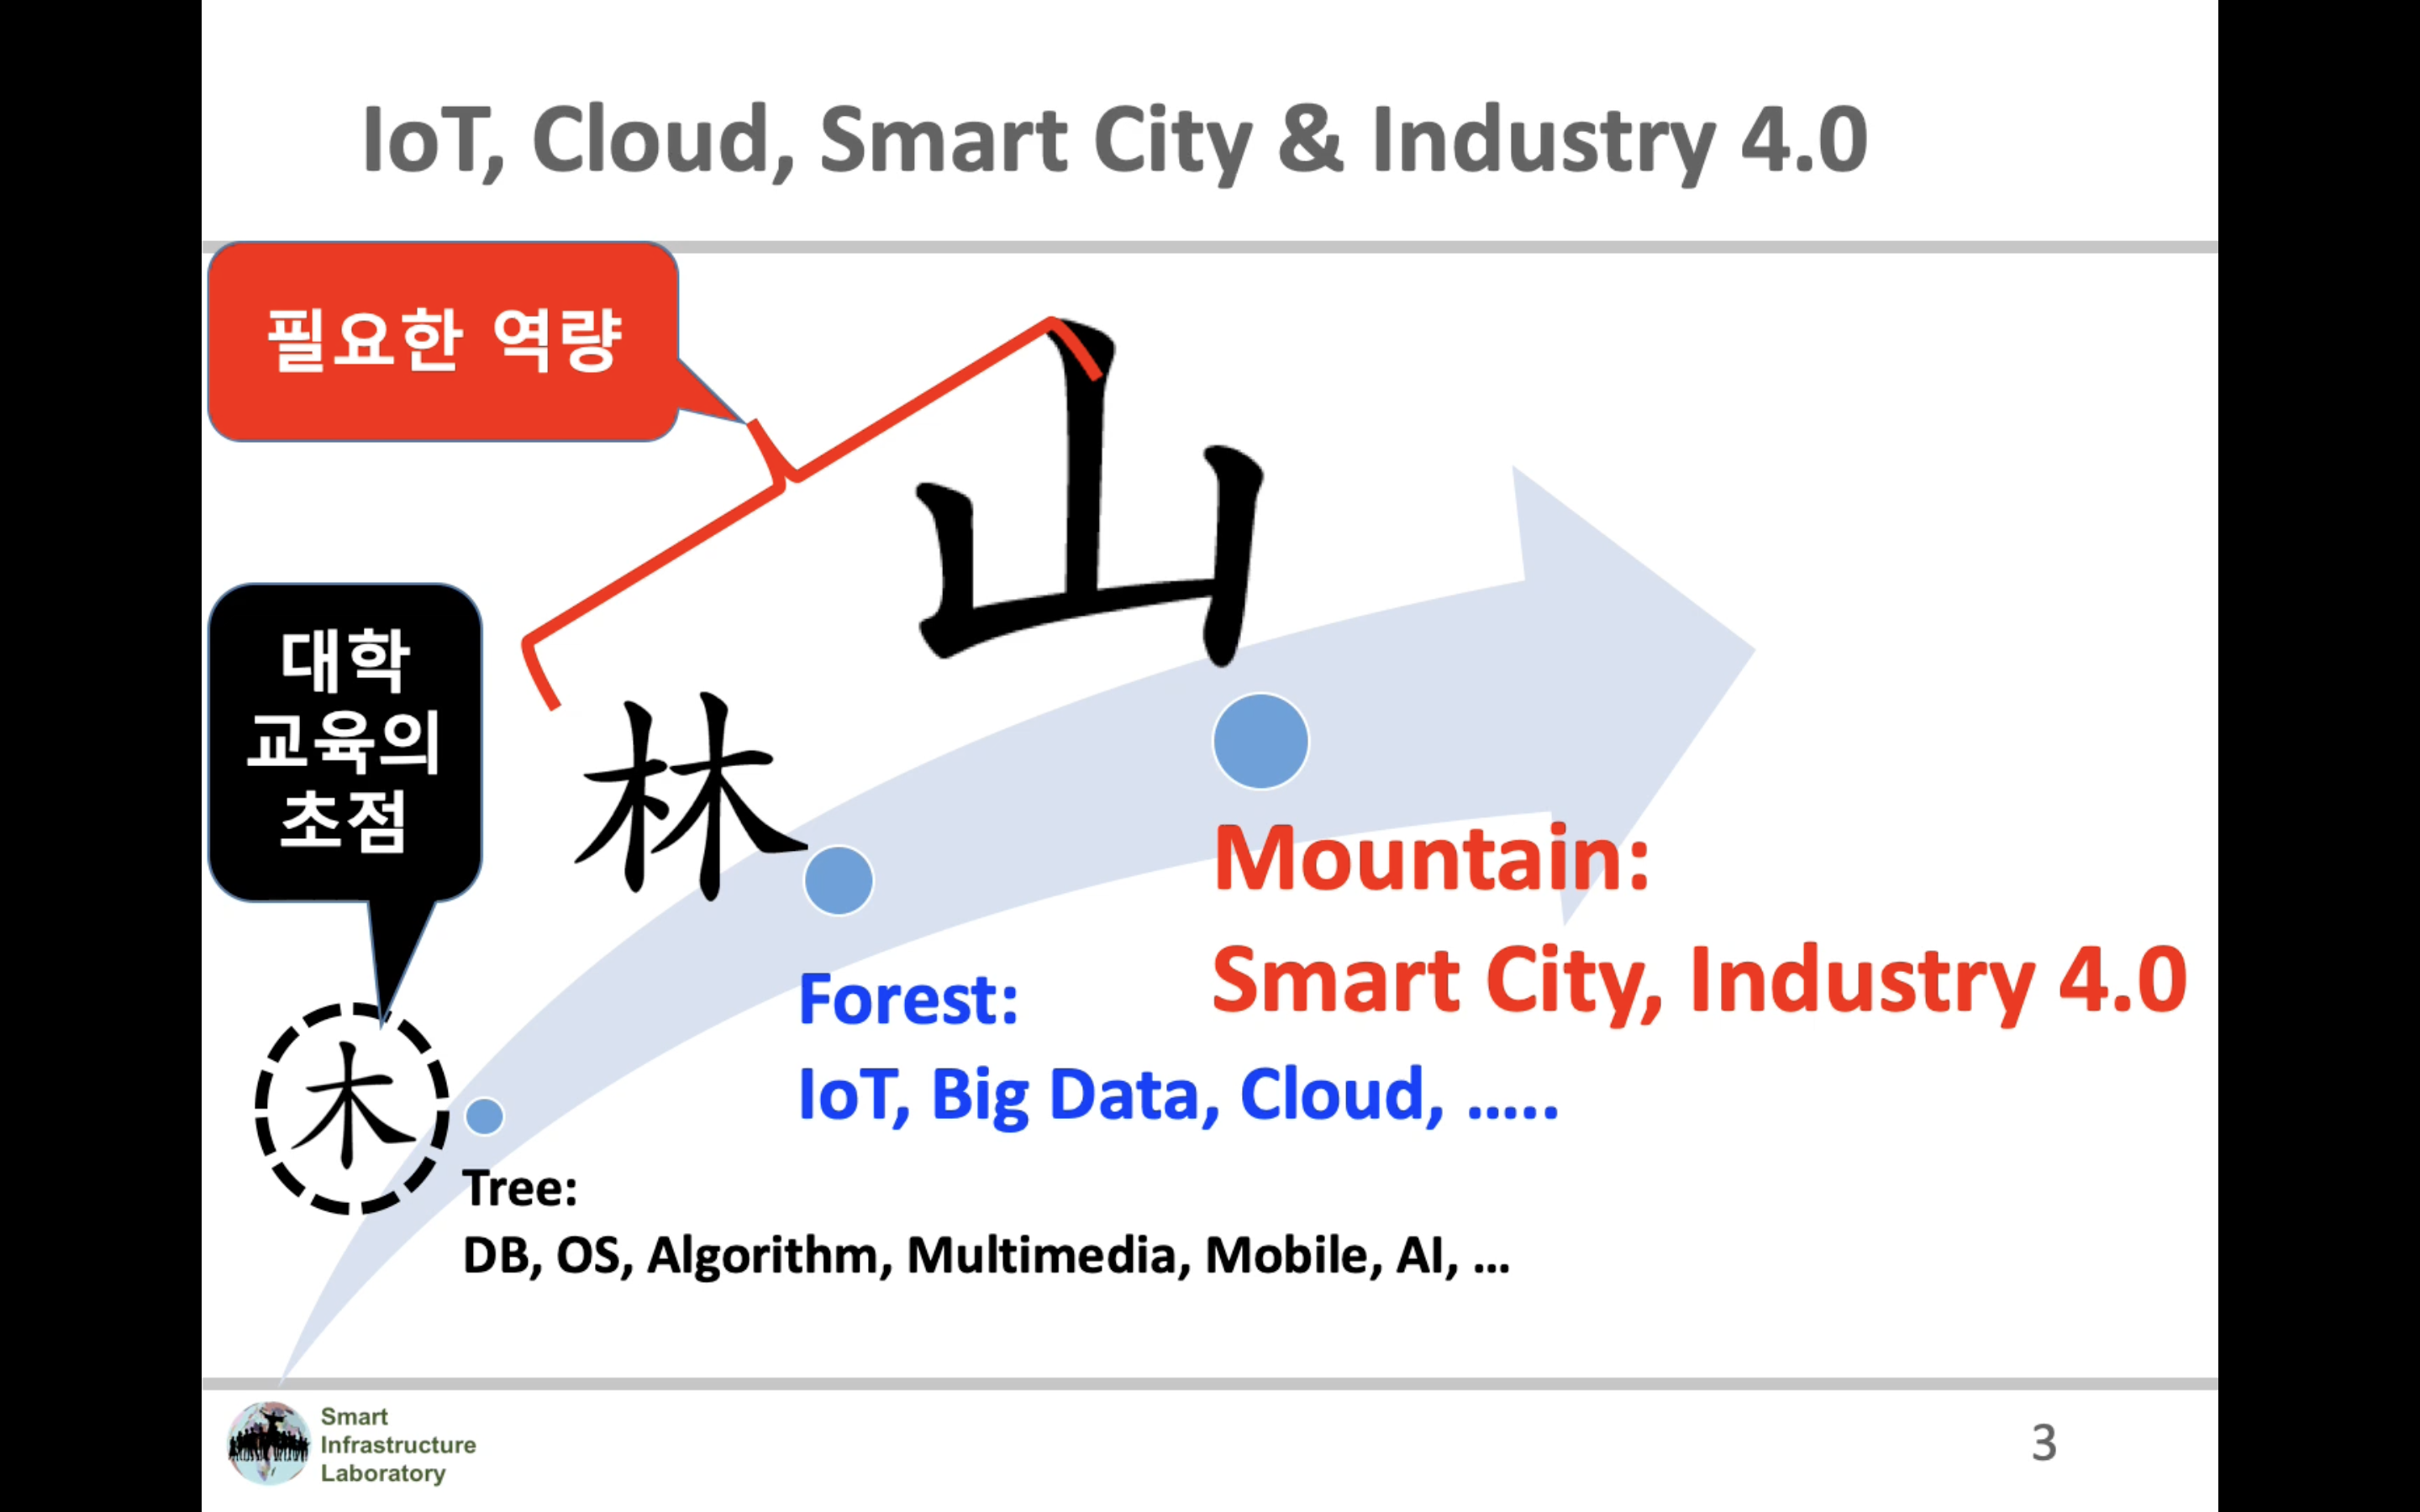 IoT, Cloud, Smart City & Industry 4.0
필요한 역량
山
대학
교육의
초점
林
Mountain:
Smart City, Industry 4.0
Forest:
IoT, Big Data, Cloud, .....
木
Tree:
DB, OS, Algorithm, Multimedia, Mobile, AI, ...
Smart
Infrastructure
Laboratory
3